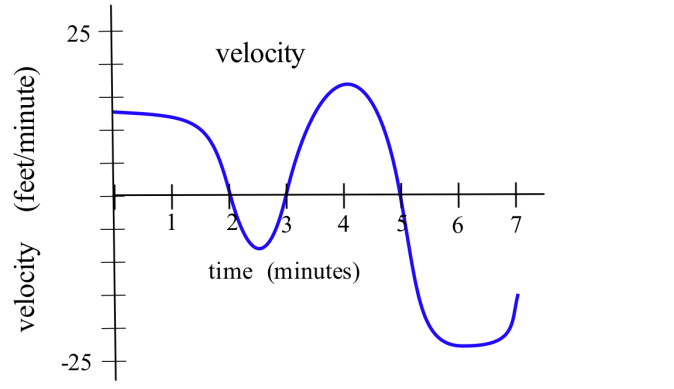 25
velocity
velocity (feet/minute)
1 2 3 4 5 6 7
time (minutes)
-25